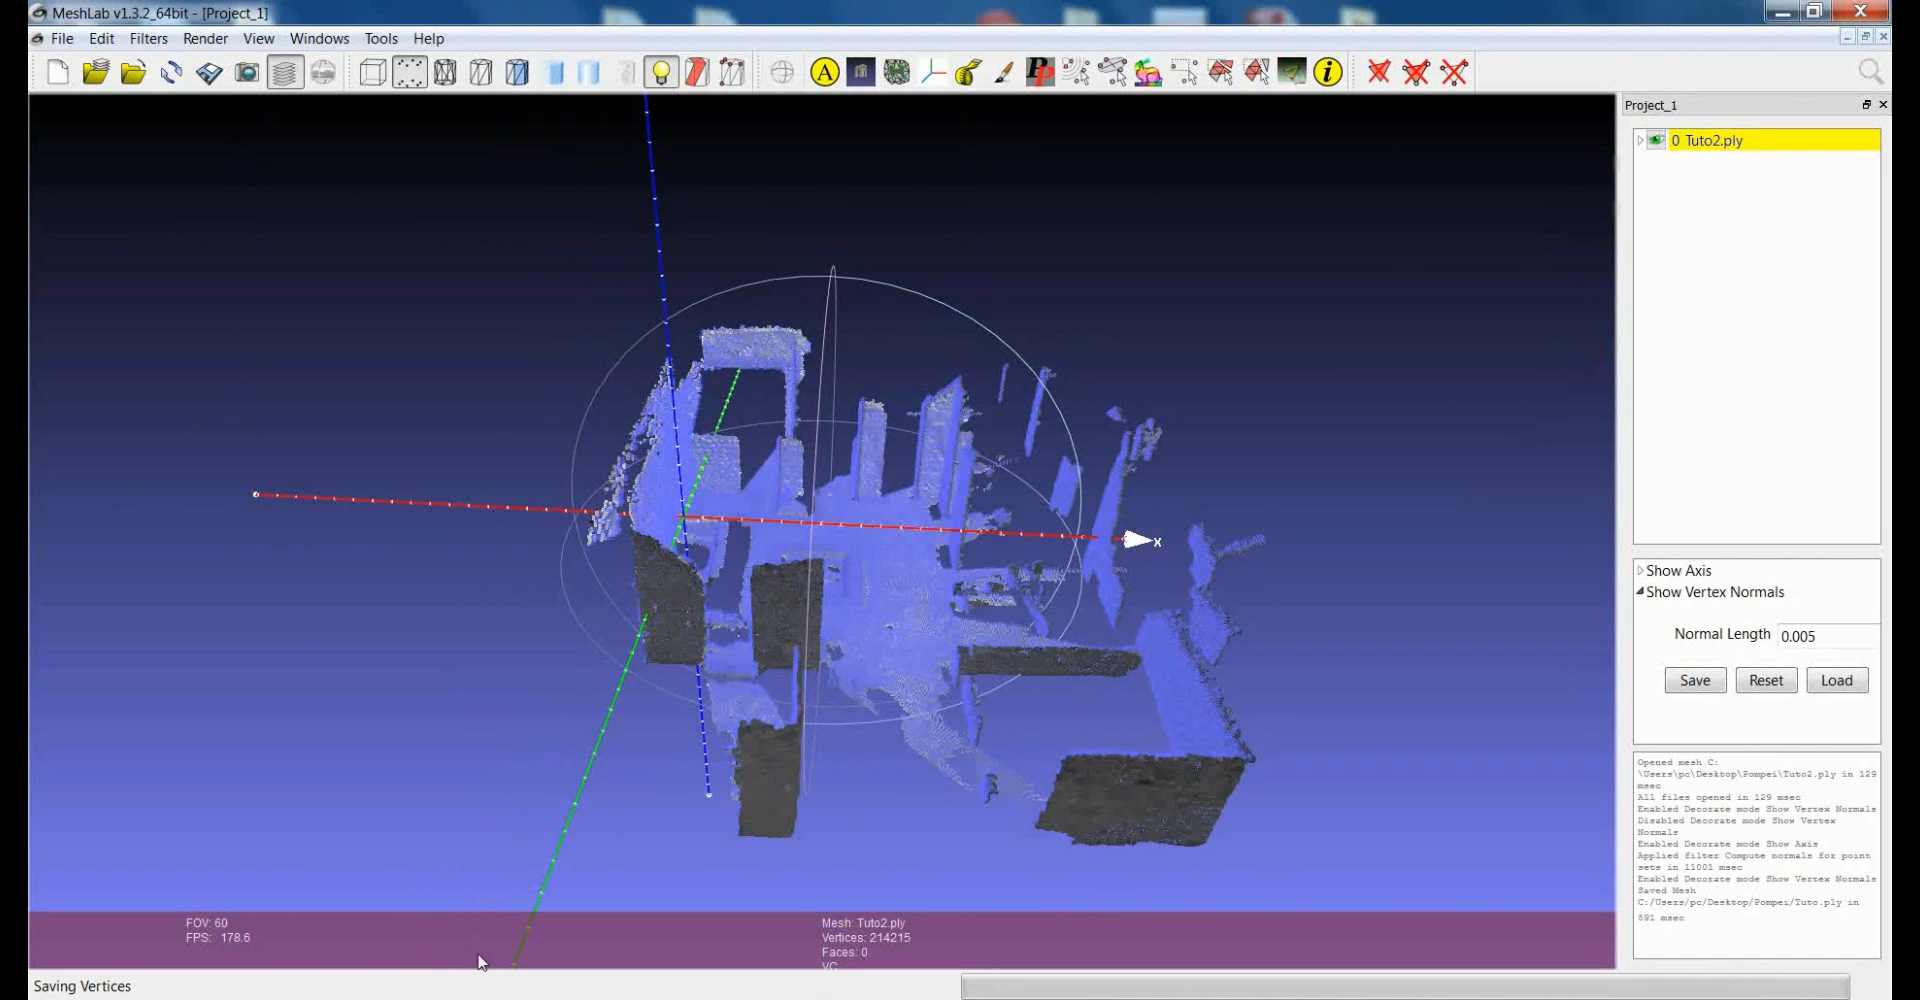 MeshLab v1.3.2_64bit - [Project_1]
File Edit Filters Render View Windows Tools Help
A
PP
i
Project_1
0 Tuto2.ply
x
Show Axis
Show Vertex Normals
Normal Length 0.005
Save Reset Load
Opened mesh C:
\Users\pc\Desktop\Pompei\Tuto2.ply in 129
msec
All files opened in 129 msec
Enabled Decorate mode Show Vertex Normals
Disabled Decorate mode Show Vertex
Normals
Enabled Decorate mode Show Axis
Applied filter Compute normals for point
sets in 11001 msec
Enabled Decorate mode Show Vertex Normals
Saved Mesh
C:/Users/pc/Desktop/Pompei/Tuto.ply in
591 msec
FOV: 60
FPS: 178.6
Mesh: Tuto2.ply
Vertices: 214215
Faces: 0
VC
Saving Vertices